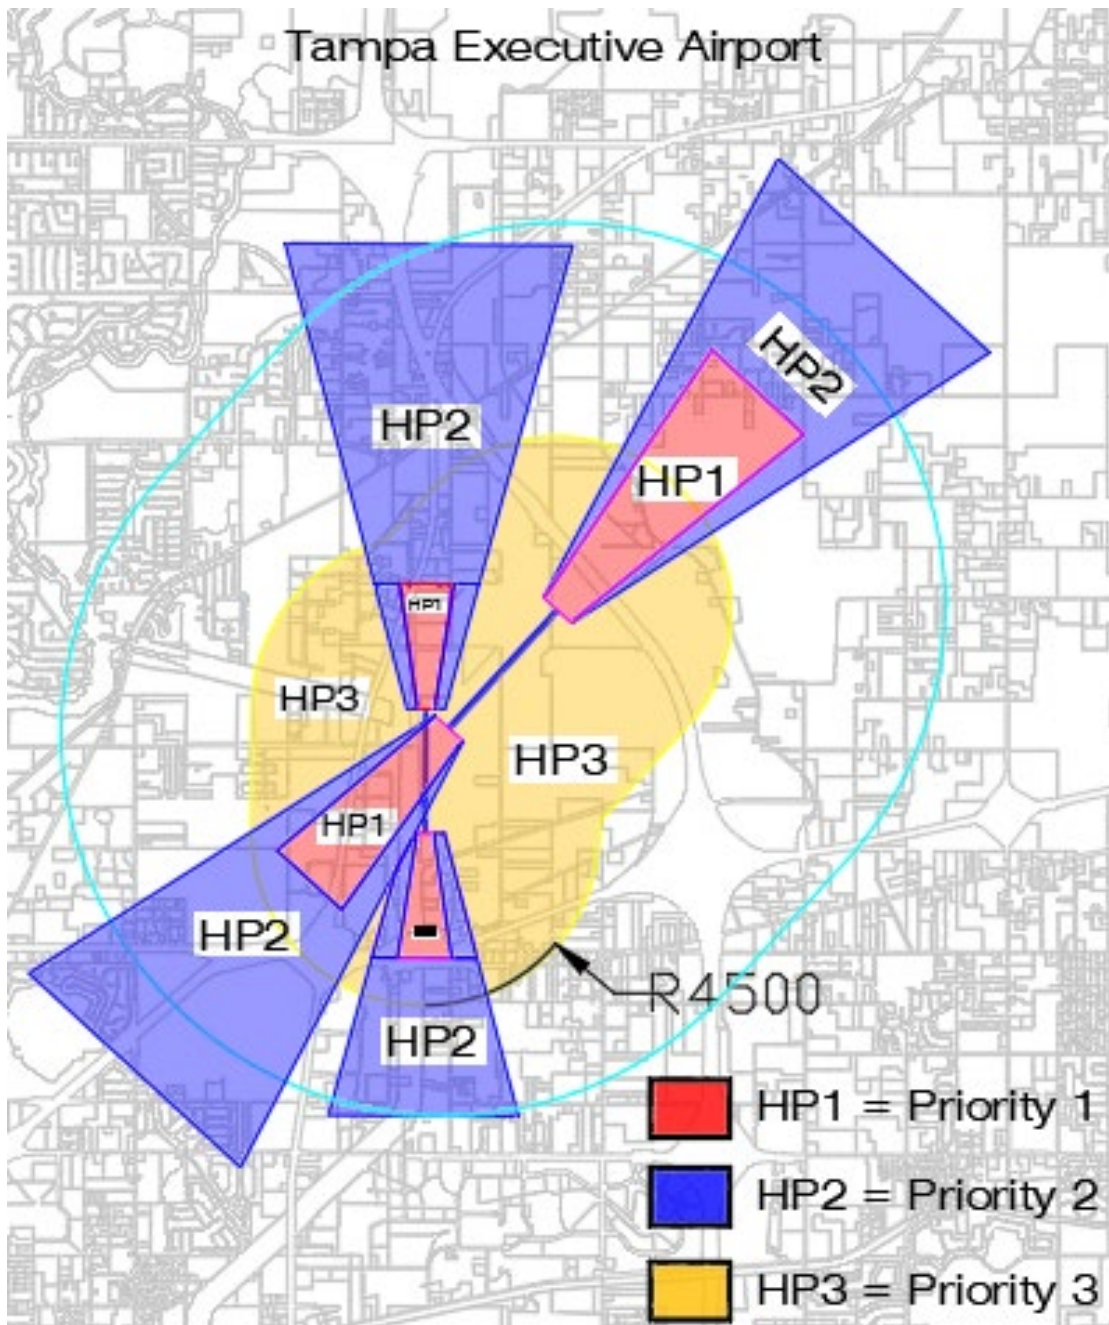 Tampa Executive Airport
HP2
HP2
HP1
HP1
HP3
HP3
HP1
HP2
R4500
HP2
HP1 = Priority 1
HP2 = Priority 2
HP3 = Priority 3